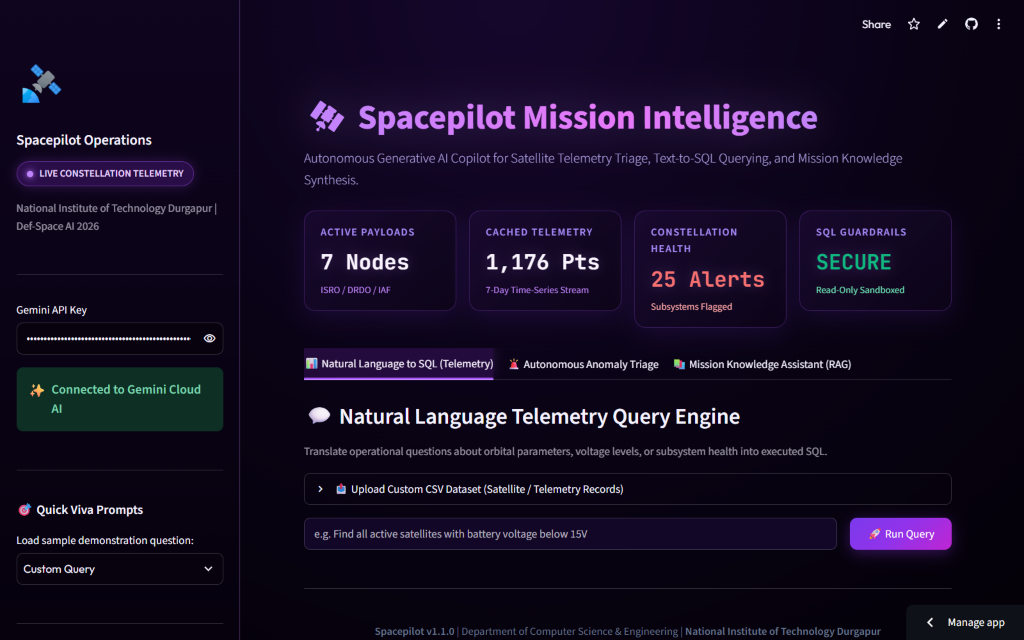 Share
Spacepilot Operations
LIVE CONSTELLATION TELEMETRY
National Institute of Technology Durgapur |
Def-Space AI 2026
Gemini API Key
Connected to Gemini Cloud
AI
Quick Viva Prompts
Load sample demonstration question:
Custom Query
Spacepilot Mission Intelligence
Autonomous Generative AI Copilot for Satellite Telemetry Triage, Text-to-SQL Querying, and Mission Knowledge
Synthesis.
ACTIVE PAYLOADS
7 Nodes
ISRO / DRDO / IAF
CACHED TELEMETRY
1,176 Pts
7-Day Time-Series Stream
CONSTELLATION
HEALTH
25 Alerts
Subsystems Flagged
SQL GUARDRAILS
SECURE
Read-Only Sandboxed
Natural Language to SQL (Telemetry)
Autonomous Anomaly Triage
Mission Knowledge Assistant (RAG)
Natural Language Telemetry Query Engine
Translate operational questions about orbital parameters, voltage levels, or subsystem health into executed SQL.
Upload Custom CSV Dataset (Satellite / Telemetry Records)
e.g. Find all active satellites with battery voltage below 15V
Run Query
Spacepilot v1.1.0 | Department of Computer Science & Engineering | National Institute of Technology Durgapur
Manage app